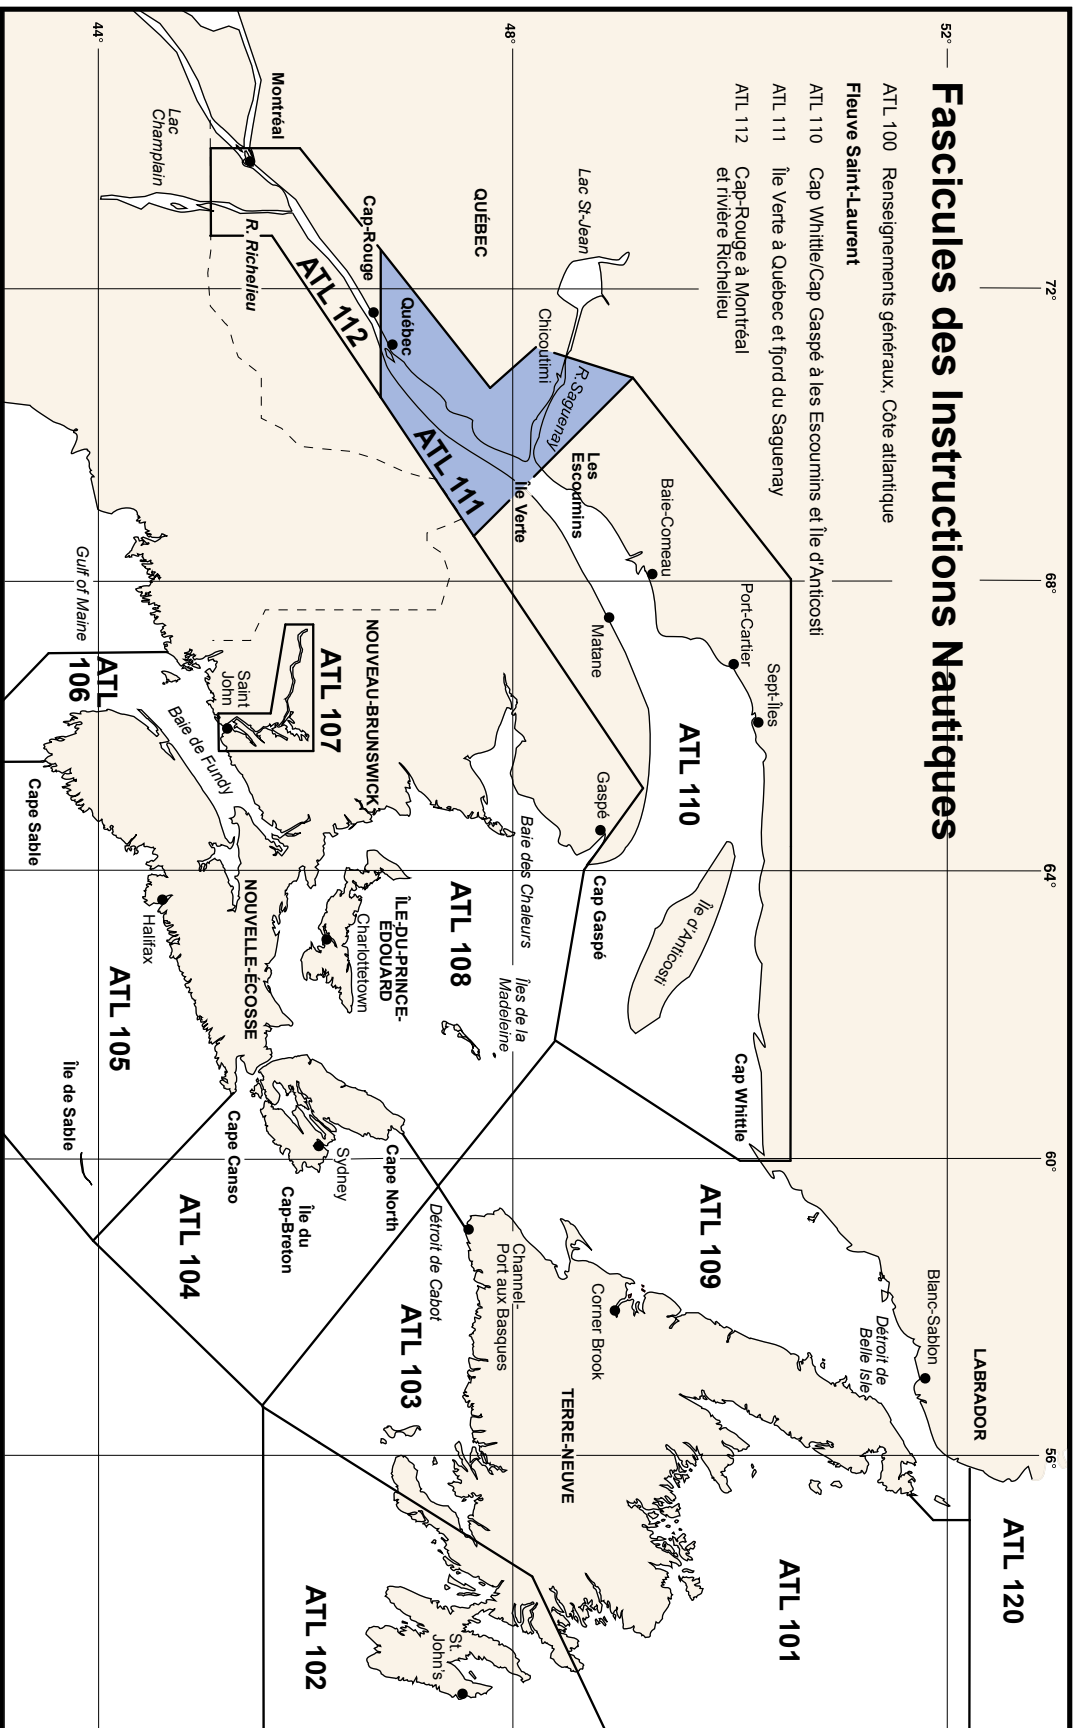 Fascicules des Instructions Nautiques
ATL 100 Renseignements généraux, Côte atlantique
Fleuve Saint-Laurent
ATL 110 Cap Whittle/Cap Gaspé à les Escoumins et Île d'Anticosti
ATL 111 Île Verte à Québec et fjord du Saguenay
ATL 112 Cap-Rouge à Montréal
et rivière Richelieu
52°
48°
44°
72°
68°
64°
60°
56°
LABRADOR
ATL 120
Blanc-Sablon
Détroit de
Belle Isle
ATL 101
Sept-Îles
Port-Cartier
Cap Whittle
ATL 109
ATL 110
Île d'Anticosti
Baie-Comeau
Matane
Gaspé
Cap Gaspé
Corner Brook
TERRE-NEUVE
Lac St-Jean
Chicoutimi
R. Saguenay
Les
Escoumins
Île Verte
Baie des Chaleurs
Îles de la
Madeleine
Channel-
Port aux Basques
QUÉBEC
Québec
ATL 111
ATL 108
Détroit de Cabot
ATL 103
St.
John's
Cap-Rouge
ATL 112
NOUVEAU-BRUNSWICK
ÎLE-DU-PRINCE-
ÉDOUARD
Charlottetown
Cape North
Sydney
Île du
Cap-Breton
ATL 102
Montréal
R. Richelieu
ATL 107
Saint
John
NOUVELLE-ÉCOSSE
Cape Canso
ATL 104
Lac
Champlain
Baie de Fundy
Halifax
ATL
106
Gulf of Maine
ATL 105
Île de Sable
Cape Sable